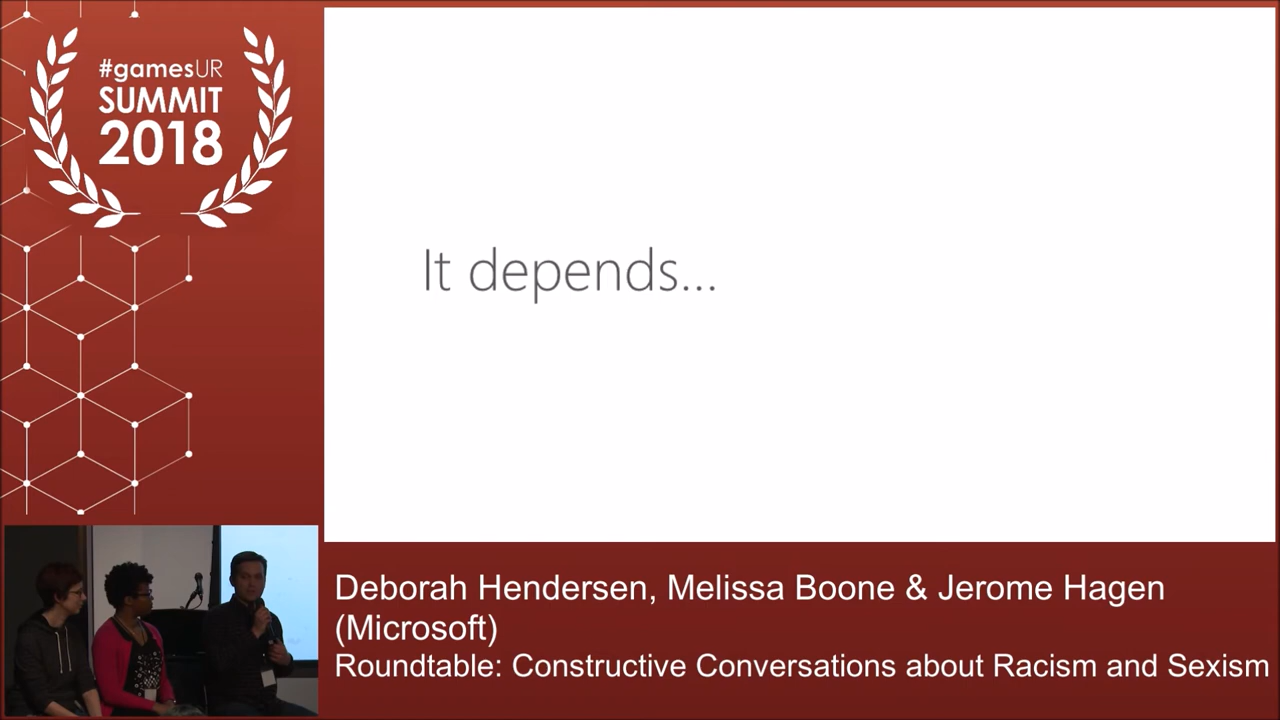 #gamesUR
SUMMIT
2018
It depends...
Deborah Hendersen, Melissa Boone & Jerome Hagen
(Microsoft)
Roundtable: Constructive Conversations about Racism and Sexism